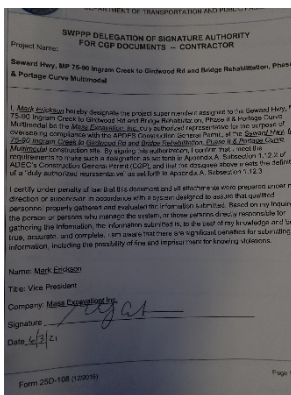 DEPARTMENT OF TRANSPORTATION AND PUBLIC
SWPPP DELEGATION OF SIGNATURE AUTHORITY
FOR CGP DOCUMENTS -- CONTRACTOR
Project Name:
Seward Hwy, MP 75-90 Ingram Creek to Girdwood Rd and Bridge Rehabilitation, Phase
& Portage Curve Multimodal
I, Mark Erickson hereby designate the project superintendent assigned to the Seward Hwy,
75-90 Ingram Creek to Girdwood Rd and Bridge Rehabilitation, Phase II & Portage Curve
Multimodal be the Mass Excavation Inc. duly authorized representative for the purpose of
overseeing compliance with the APDES Construction General Permit, at the Seward Hwy,
75-90 Ingram Creek to Girdwood Rd and Bridge Rehabilitation, Phase II & Portage Curve
Multimodal construction site. By signing this authorization, I confirm that I meet the
requirements to make such a designation as set forth in Appendix A, Subsection 1.12.2 of
ADEC's Construction General Permit (CGP), and that the designee above meets the
of a "duly authorized representative" as set forth in Appendix A, Subsection 1.12.3
I certify under penalty of law that this document and all attachments were prepared under
direction or supervision in accordance with a system designed to assure that qualified
personnel properly gathered and evaluated the information submitted. Based on my inquiry
the person or persons who manage the system, or those persons directly responsible for
gathering the information, the information submitted is, to the best of my knowledge and
true, accurate, and complete. I am aware that there are significant penalties for submitting
information, including the possibility of fine and imprisonment for knowing violations.
Name: Mark Erickson
Title: Vice President
Company: Mass Excavation Inc.
Signature
Date 6/3/21
Form 25D-108 (12/2016)
Page